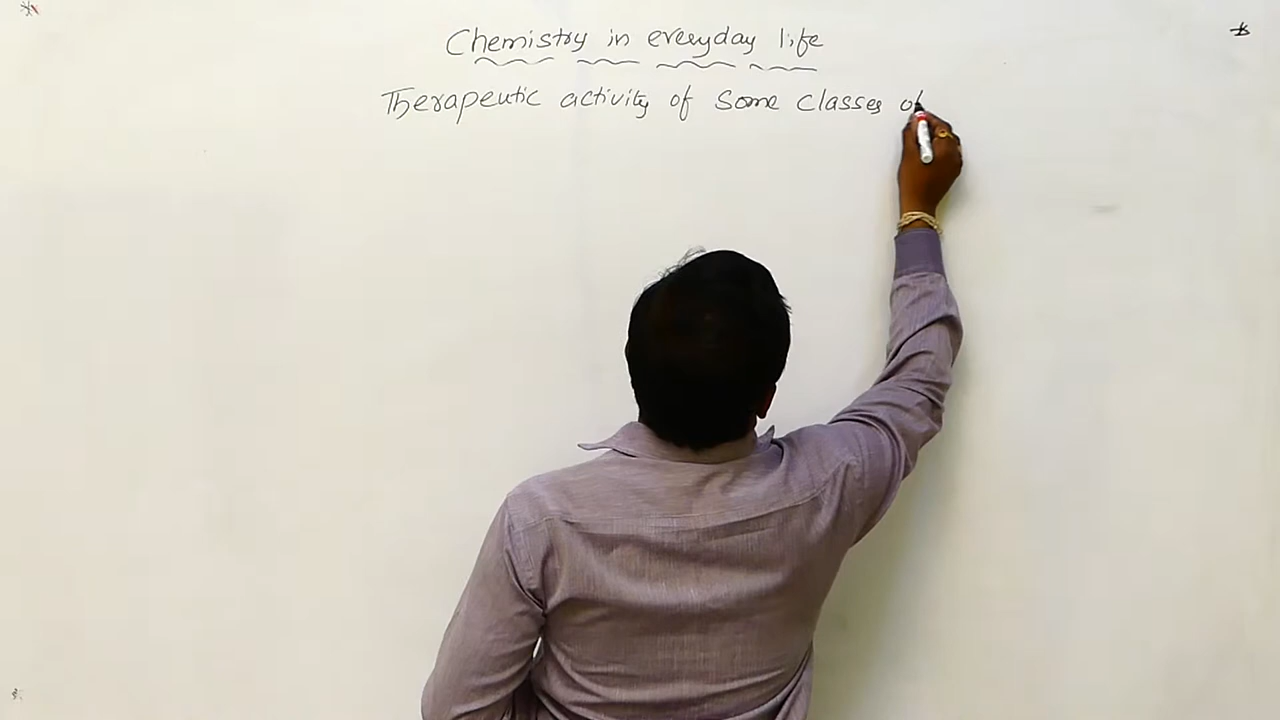 Chemistry in everyday life
Therapeutic activity of some classes of